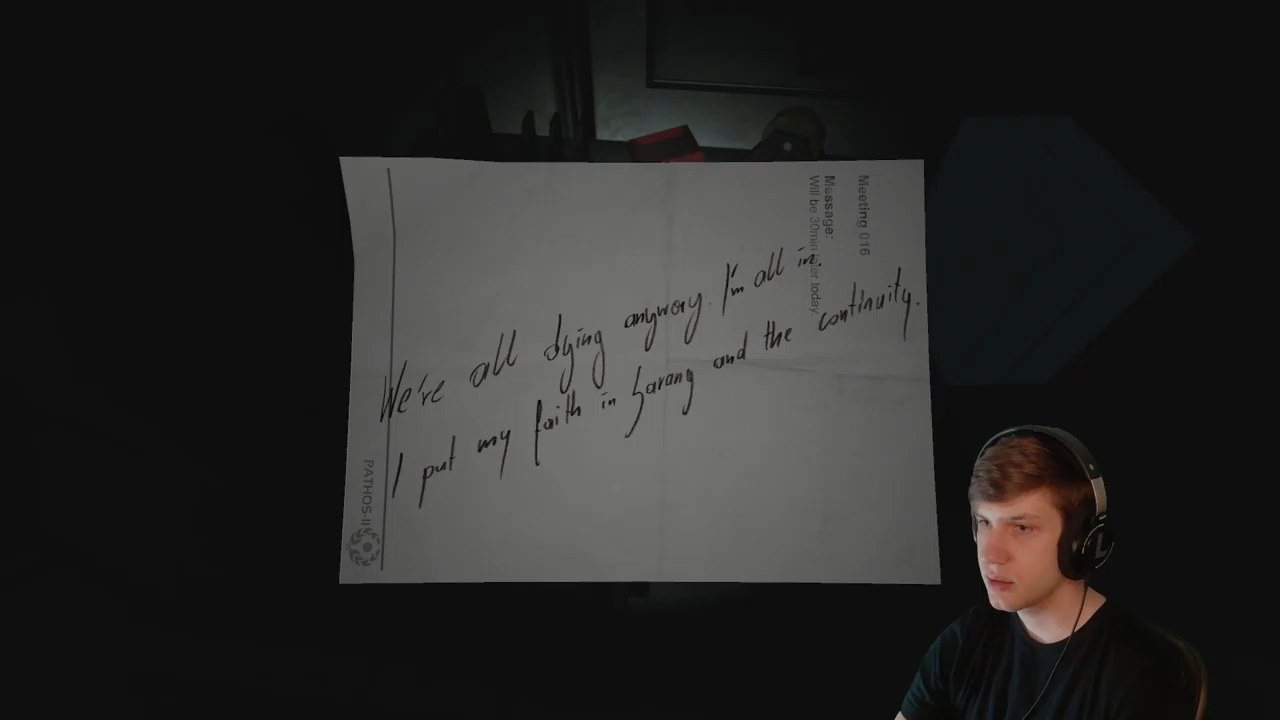 We're all dying anyway. I'm all in.
I put my faith in Sarang and the continuity.
Meeting 016
Message:
Will be 30min later today.
PATHOS-II
L